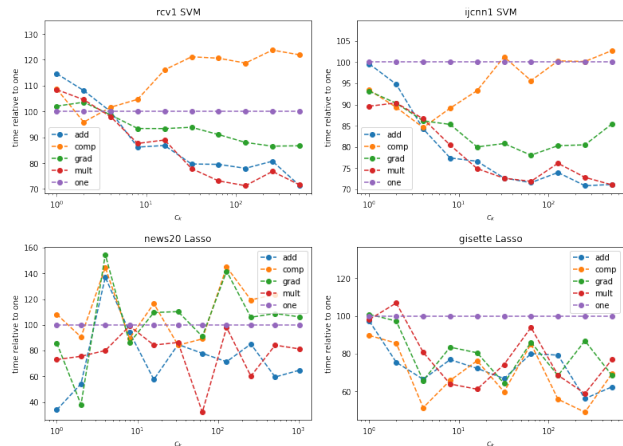 rcv1 SVM
time relative to one
130
120
110
100
90
80
70
add
comp
grad
mult
one
10⁰
10¹
10²
cₓ
ijcnn1 SVM
time relative to one
105
100
95
90
85
80
75
70
add
comp
grad
mult
one
10⁰
10¹
10²
news20 Lasso
time relative to one
160
140
120
100
80
60
40
add
comp
grad
mult
one
10⁰
10¹
10²
10³
gisette Lasso
time relative to one
120
100
80
60
add
comp
grad
mult
one
10⁰
10¹
10²
10³